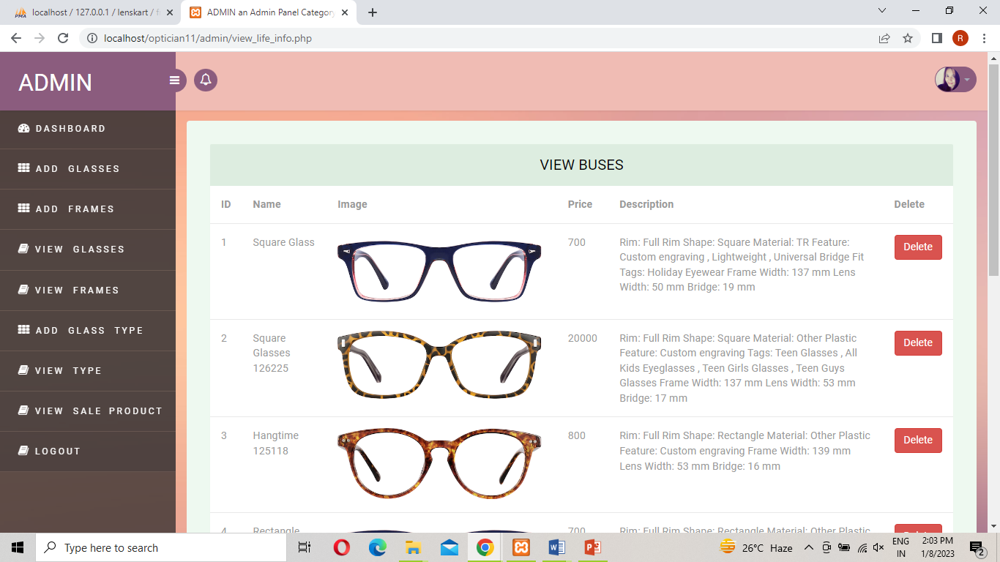 localhost / 127.0.0.1 / lenskart / f
ADMIN an Admin Panel Category
localhost/optician11/admin/view_life_info.php
R
ADMIN
DASHBOARD
ADD GLASSES
ADD FRAMES
VIEW GLASSES
VIEW FRAMES
ADD GLASS TYPE
VIEW TYPE
VIEW SALE PRODUCT
LOGOUT
VIEW BUSES
ID Name Image Price Description Delete
1 Square Glass 700 Rim: Full Rim Shape: Square Material: TR Feature: Delete
Custom engraving , Lightweight , Universal Bridge Fit
Tags: Holiday Eyewear Frame Width: 137 mm Lens
Width: 50 mm Bridge: 19 mm
2 Square 20000 Rim: Full Rim Shape: Square Material: Other Plastic Delete
Glasses Feature: Custom engraving Tags: Teen Glasses , All
126225 Kids Eyeglasses , Teen Girls Glasses , Teen Guys
Glasses Frame Width: 137 mm Lens Width: 53 mm
Bridge: 17 mm
3 Hangtime 800 Rim: Full Rim Shape: Rectangle Material: Other Plastic Delete
125118 Feature: Custom engraving Frame Width: 139 mm
Lens Width: 53 mm Bridge: 16 mm
4 Rectangle 700 Rim: Full Rim Shape: Rectangle Material: Other Plastic Delete
Type here to search
26°C Haze
ENG
IN
2:03 PM
1/8/2023
2